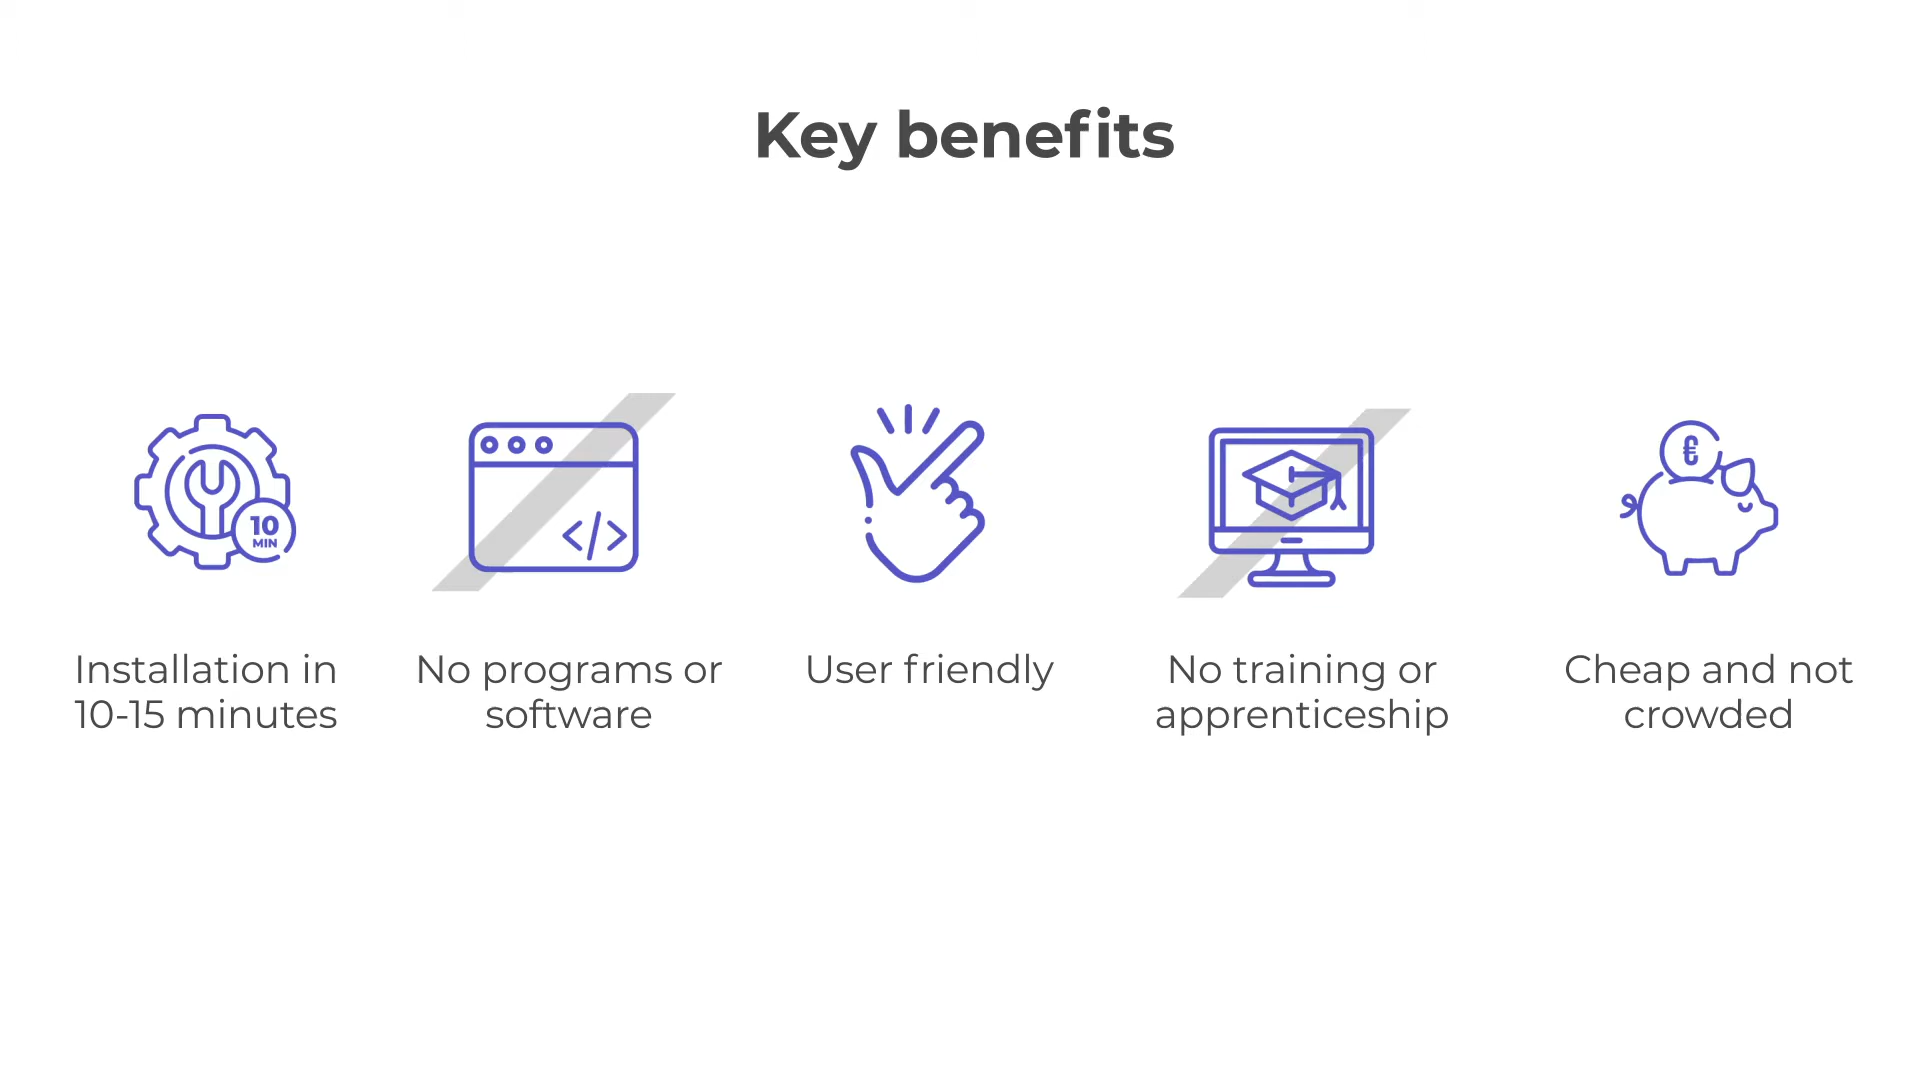 Key benefits
10
MIN
</>
€
Installation in
10-15 minutes
No programs or
software
User friendly
No training or
apprenticeship
Cheap and not
crowded